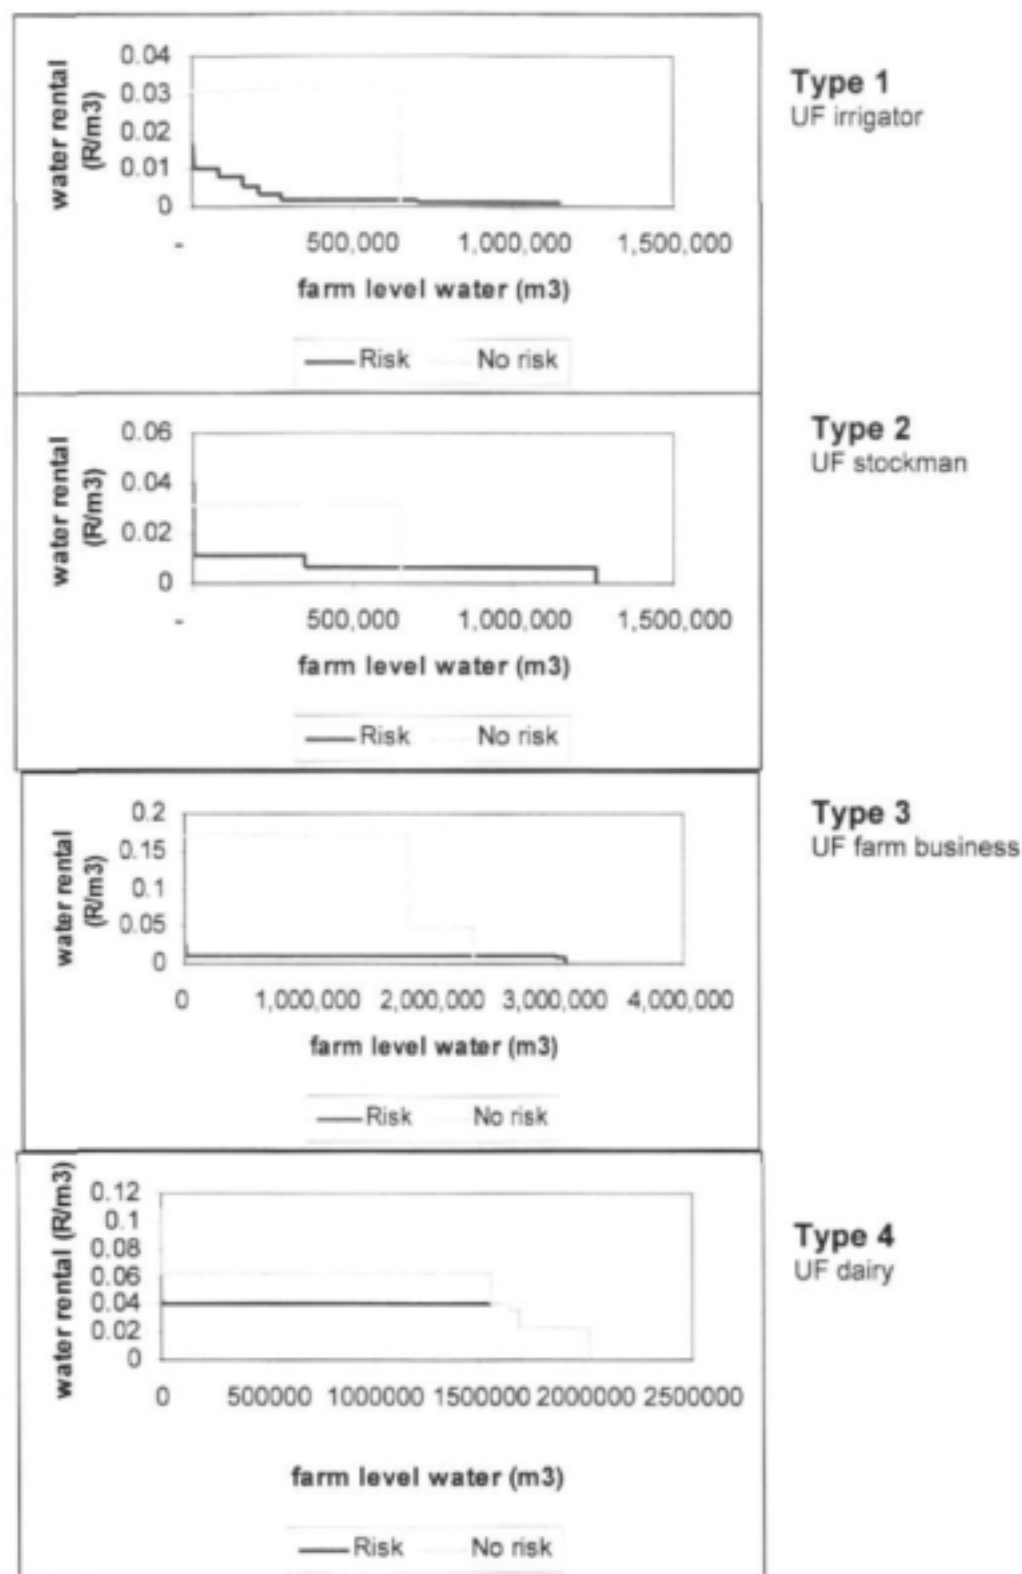 0.04
0.03
0.02
0.01
0
water rental
(R/m3)
- 500,000 1,000,000 1,500,000
farm level water (m3)
Risk No risk
Type 1
UF irrigator
0.06
0.04
0.02
0
water rental
(R/m3)
- 500,000 1,000,000 1,500,000
farm level water (m3)
Risk No risk
Type 2
UF stockman
0.2
0.15
0.1
0.05
0
water rental
(R/m3)
0 1,000,000 2,000,000 3,000,000 4,000,000
farm level water (m3)
Risk No risk
Type 3
UF farm business
0.12
0.1
0.08
0.06
0.04
0.02
0
water rental (R/m3)
0 500000 1000000 1500000 2000000 2500000
farm level water (m3)
Risk No risk
Type 4
UF dairy